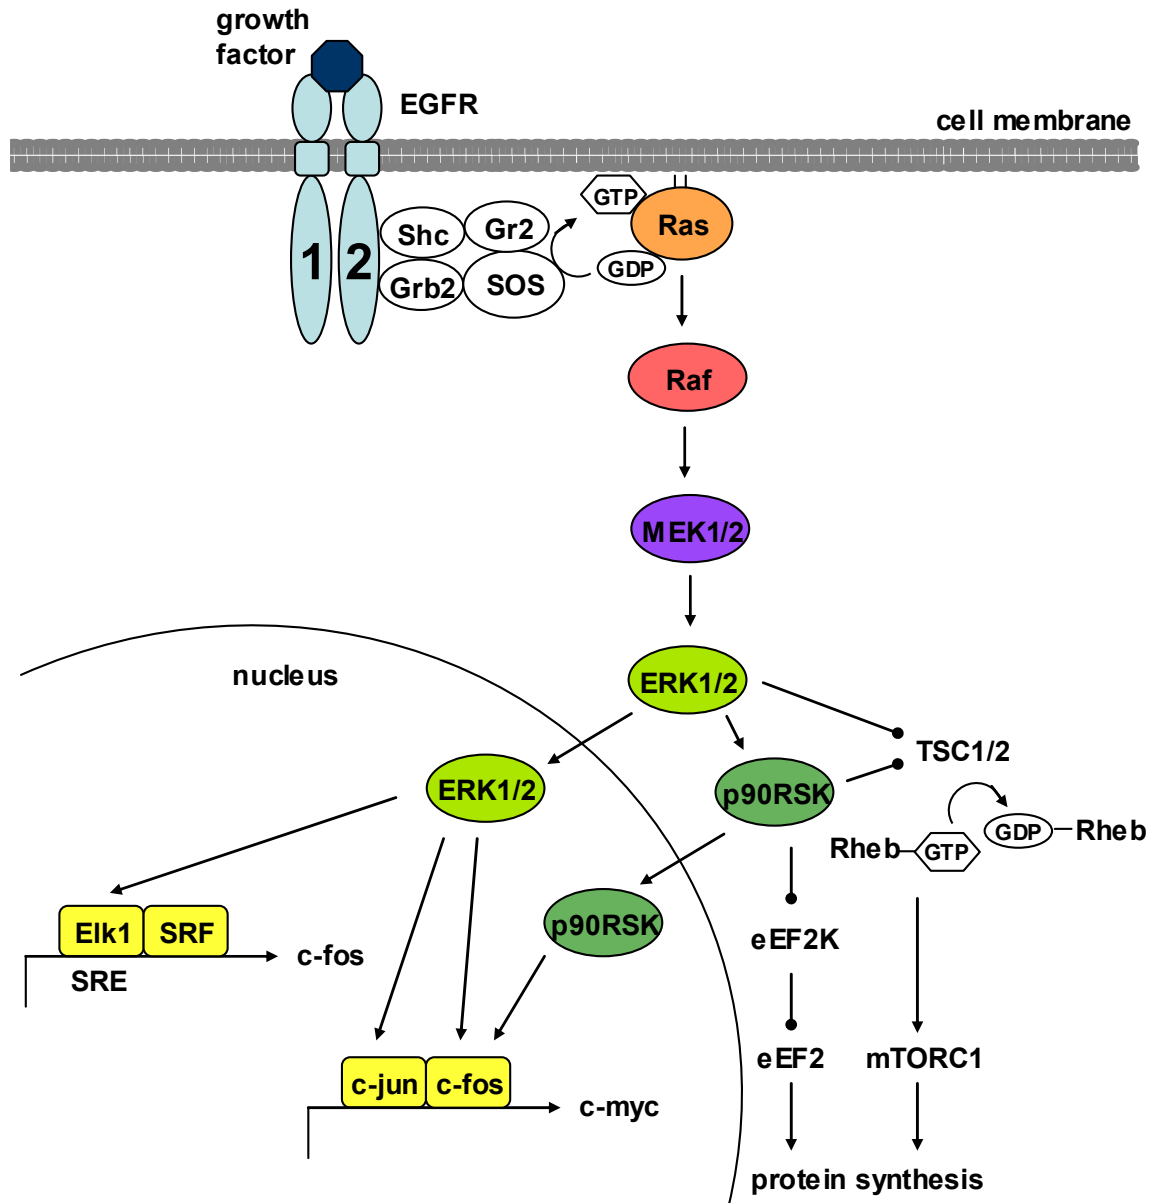 growth
factor
EGFR
cell membrane
GTP
Ras
Shc
Gr2
GDP
1
2
Grb2
SOS
Raf
MEK1/2
nucleus
ERK1/2
TSC1/2
ERK1/2
p90RSK
Rheb
GTP
GDP
Rheb
Elk1
SRF
p90RSK
eEF2K
c-fos
SRE
eEF2
mTORC1
c-jun
c-fos
c-myc
protein synthesis